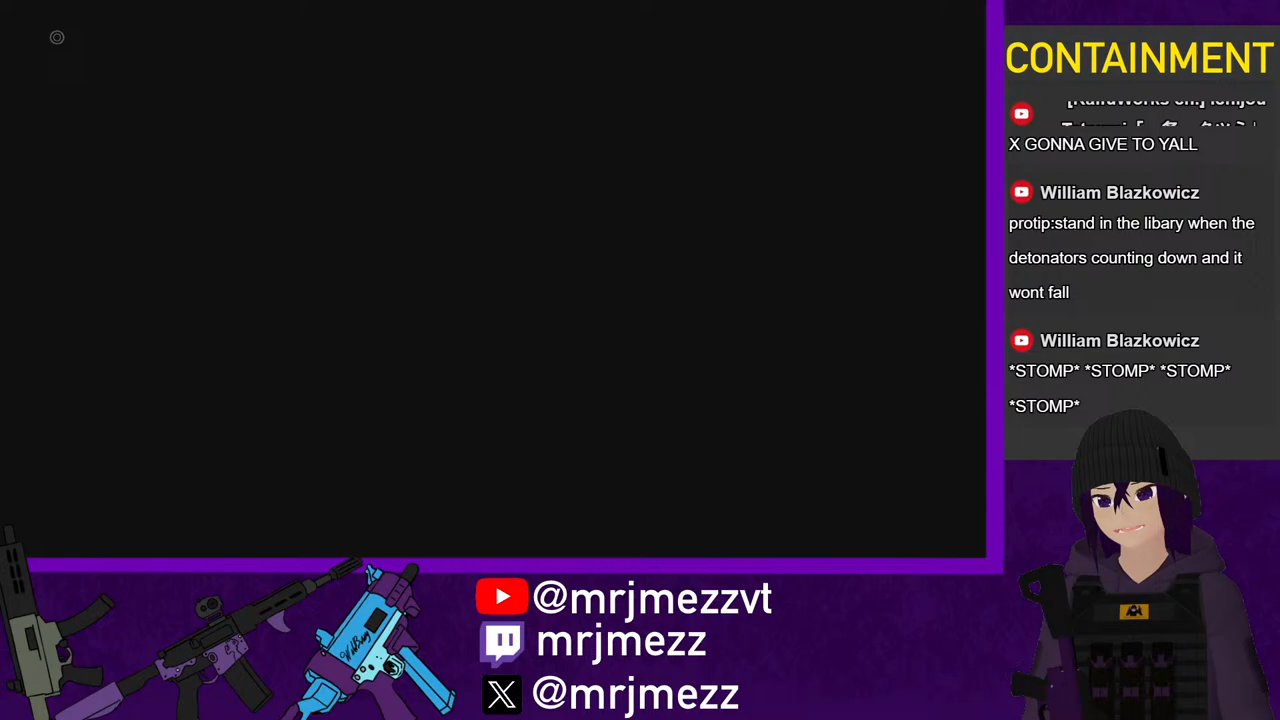 CONTAINMENT
X GONNA GIVE TO YALL
William Blazkowicz
protip:stand in the libary when the
detonators counting down and it
wont fall
William Blazkowicz
*STOMP* *STOMP* *STOMP*
*STOMP*
@mrjmezzvt
mrjmezz
@mrjmezz